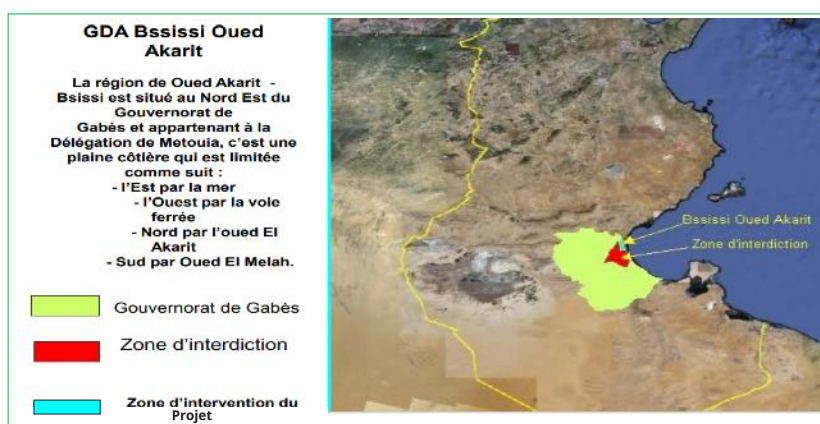 GDA Bssissi Oued
Akarit
La région de Oued Akarit -
Bsissi est situé au Nord Est du
Gouvernorat de
Gabès et appartenant à la
Délégation de Metouia, c'est une
plaine côtière qui est limitée
comme suit :
- l'Est par la mer
- l'Ouest par la voie
ferrée
- Nord par l'oued El
Akarit
- Sud par Oued El Melah.
Gouvernorat de Gabès
Zone d'interdiction
Zone d'intervention du
Projet
Bssissi Oued Akarit
Zone d'interdiction